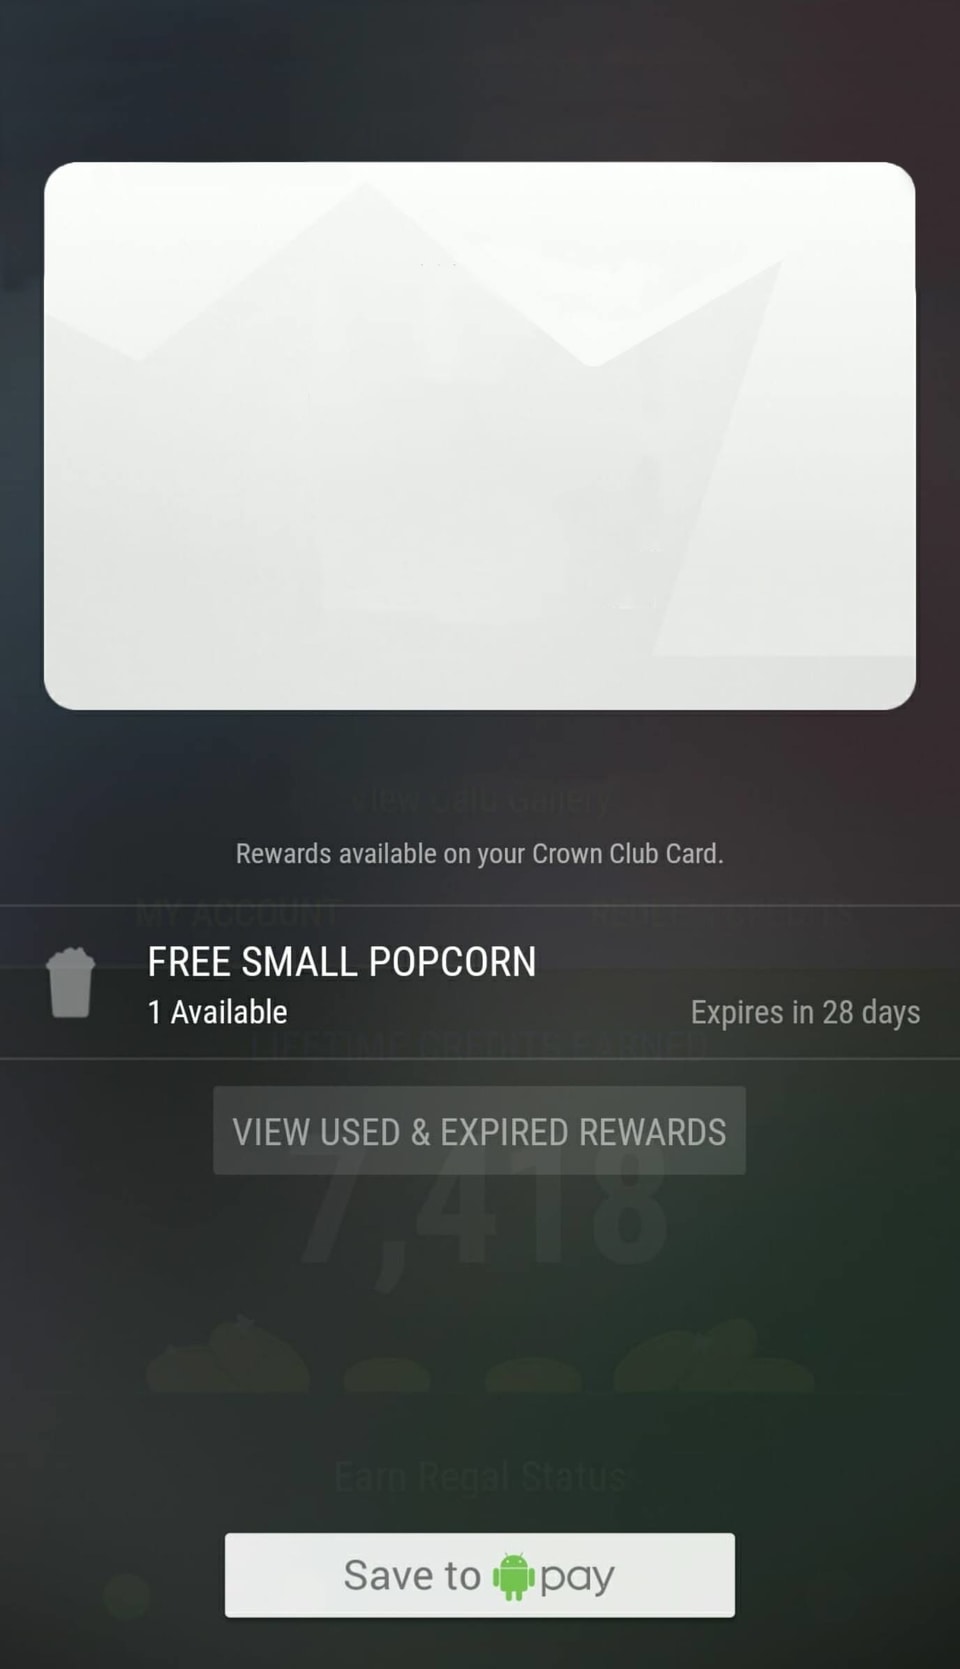 View Card Gallery
Rewards available on your Crown Club Card.
MY ACCOUNT
FREE SMALL POPCORN
1 Available
Expires in 28 days
LIFETIME CREDITS EARNED
VIEW USED & EXPIRED REWARDS
7,418
Earn Regal Status
Save to pay